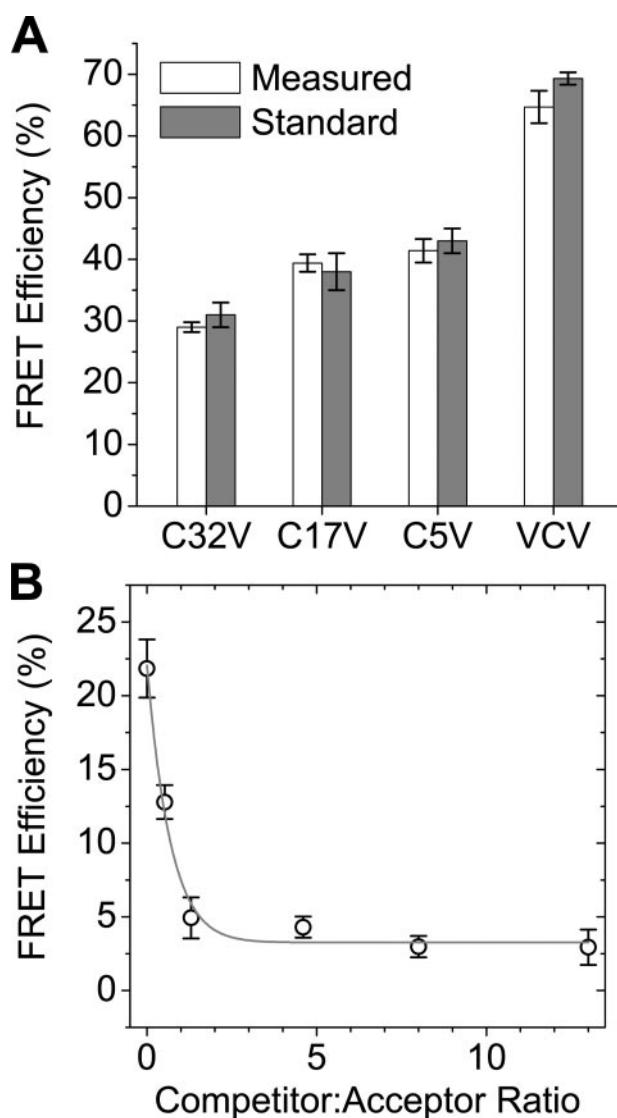 A
FRET Efficiency (%)
70
60
50
40
30
20
10
0
Measured
Standard
C32V C17V C5V VCV
B
FRET Efficiency (%)
25
20
15
10
5
0
0 5 10
Competitor:Acceptor Ratio